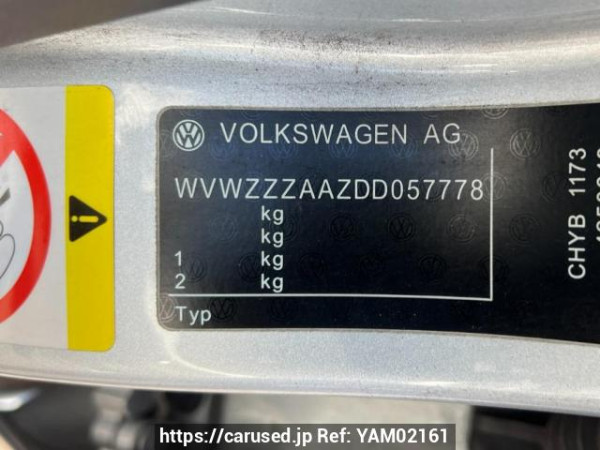 VOLKSWAGEN AG
WVWZZZAAZDD057778
kg
kg
1 kg
2 kg
Typ
CHYB 1173
https://carused.jp Ref: YAM02161